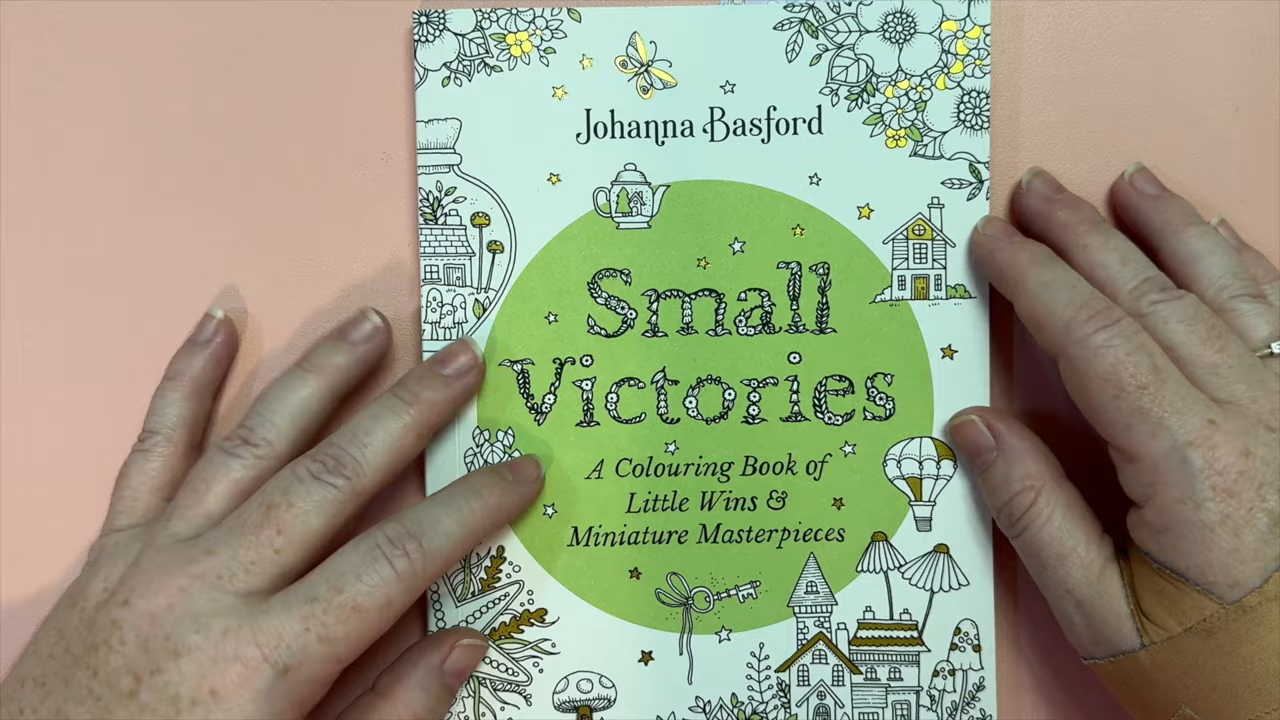 Johanna Basford
Small
Victories
A Colouring Book of
Little Wins &
Miniature Masterpieces